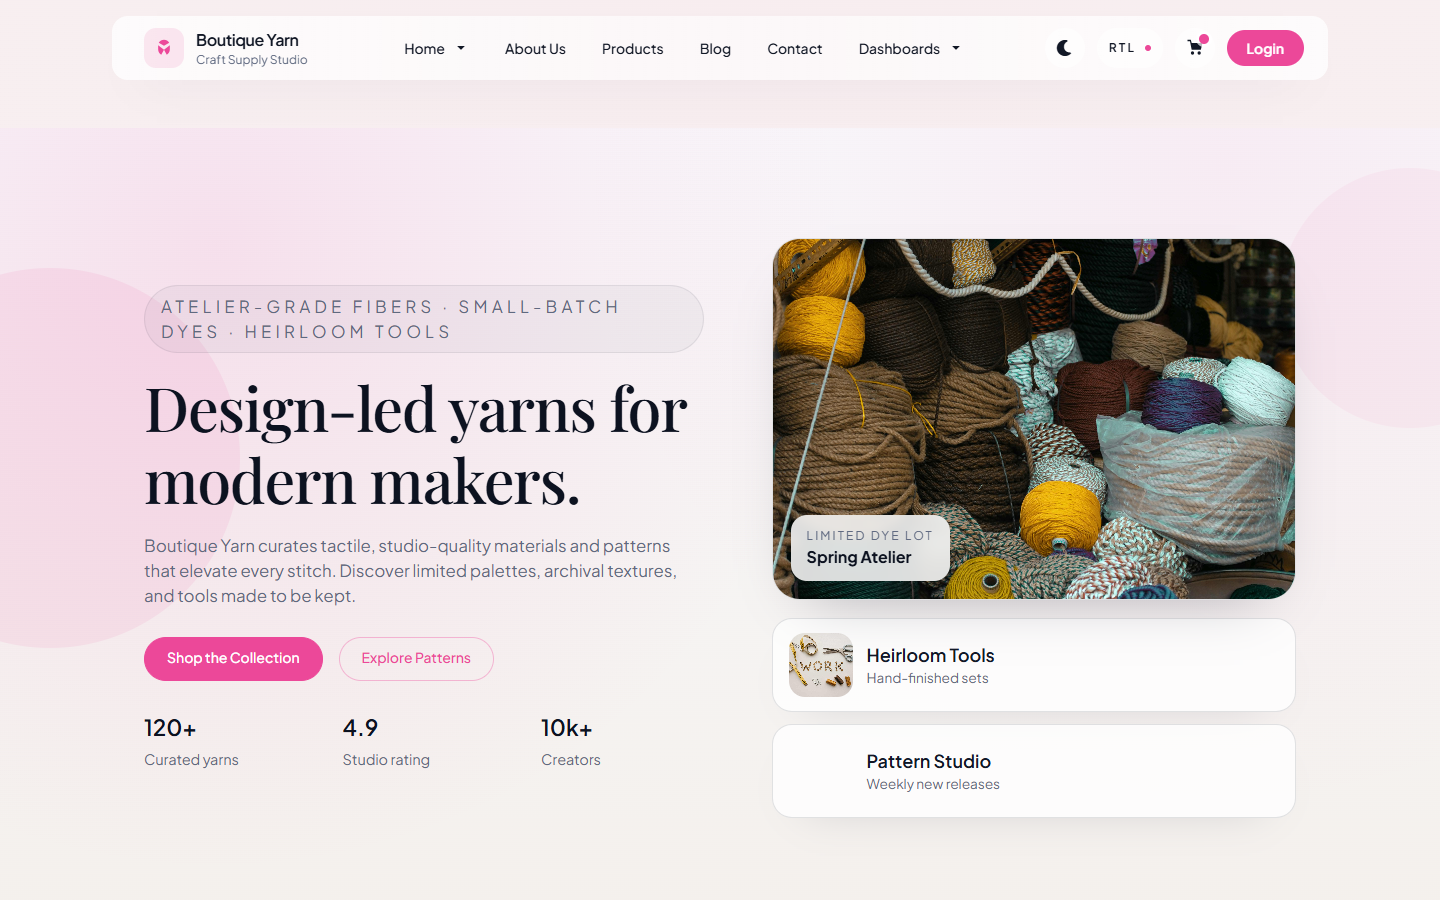 Boutique Yarn
Craft Supply Studio
Home
About Us
Products
Blog
Contact
Dashboards
RTL
Login
ATELIER-GRADE FIBERS · SMALL-BATCH
DYES · HEIRLOOM TOOLS
Design-led yarns for
modern makers.
Boutique Yarn curates tactile, studio-quality materials and patterns
that elevate every stitch. Discover limited palettes, archival textures,
and tools made to be kept.
Shop the Collection
Explore Patterns
120+
Curated yarns
4.9
Studio rating
10k+
Creators
LIMITED DYE LOT
Spring Atelier
WORK
Heirloom Tools
Hand-finished sets
Pattern Studio
Weekly new releases